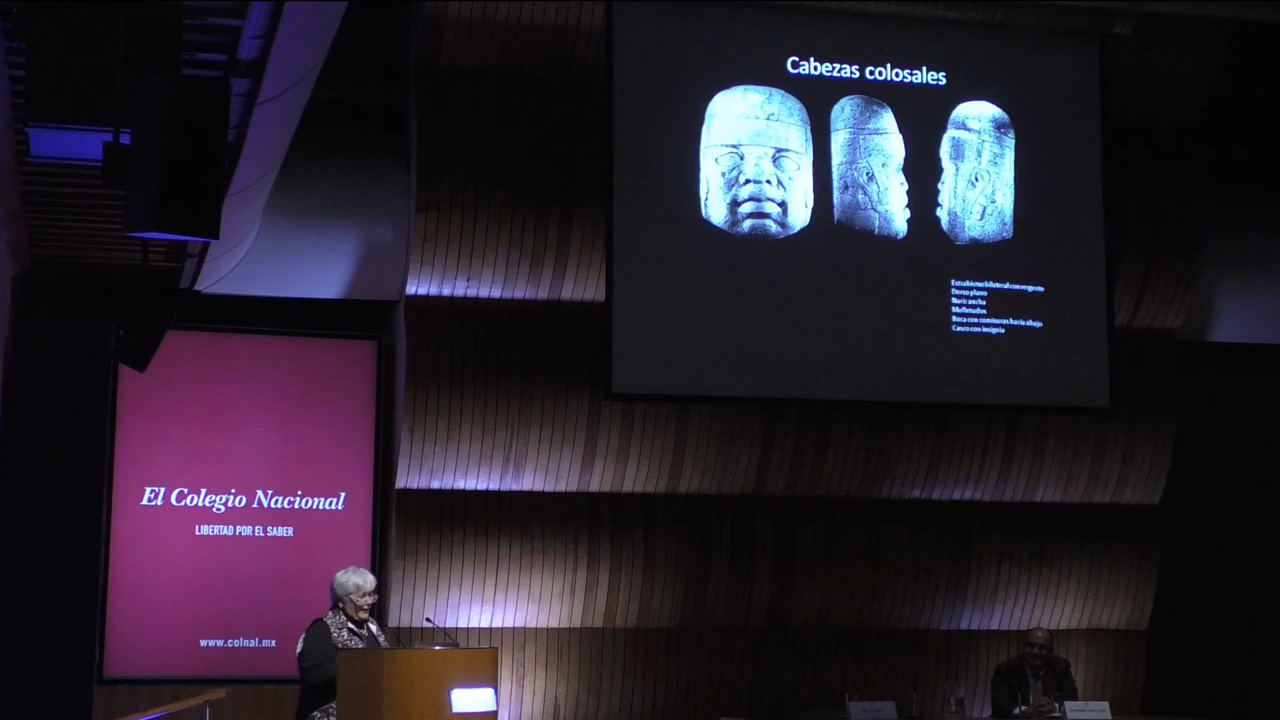 Cabezas colosales
Estrabismo bilateral convergente
Dorso plano
Nariz ancha
Mofletudos
Boca con comisuras hacia abajo
Casco con insignia
El Colegio Nacional
LIBERTAD POR EL SABER
www.colnal.mx